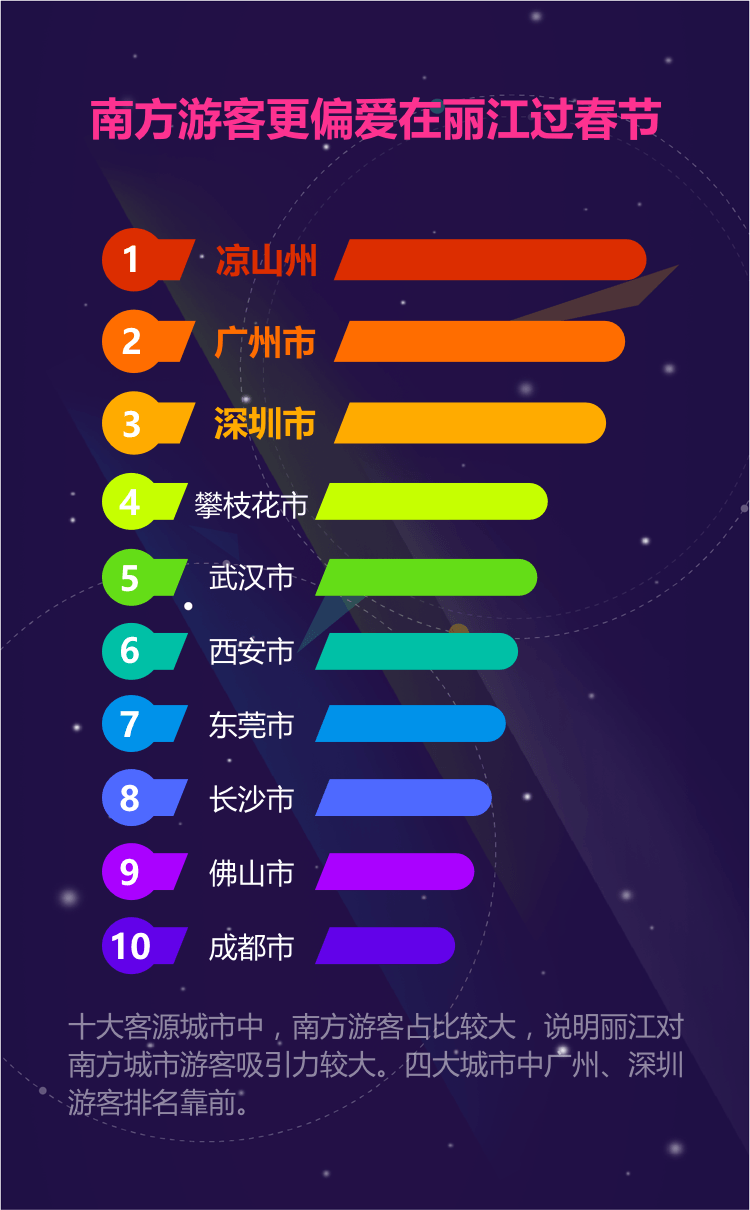 南方游客更偏爱在丽江过春节
1 凉山州
2 广州市
3 深圳市
4 攀枝花市
5 武汉市
6 西安市
7 东莞市
8 长沙市
9 佛山市
10 成都市
十大客源城市中，南方游客占比较大，说明丽江对
南方城市游客吸引力较大。四大城市中广州、深圳
游客排名靠前。